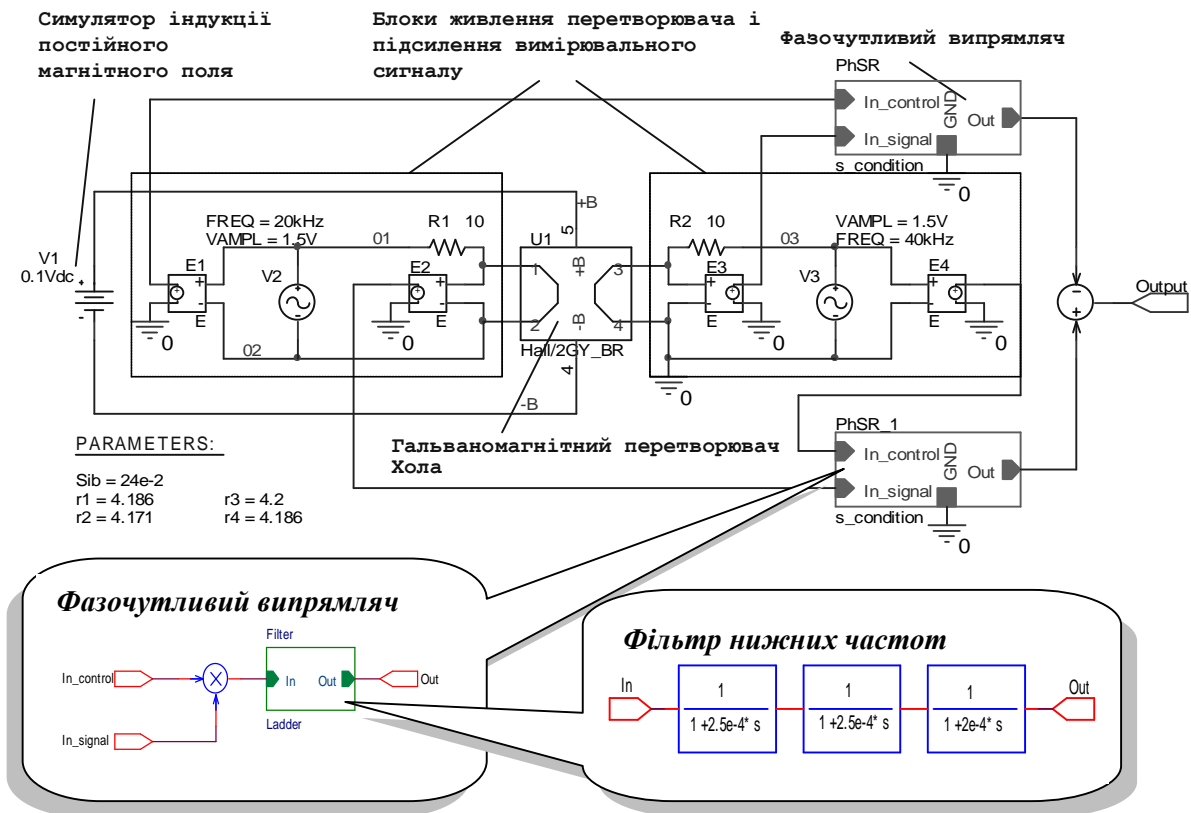 Симулятор індукції
постійного
магнітного поля
Блоки живлення перетворювача і
підсилення вимірювального
сигналу
Фазочутливий випрямляч
PhSR
In_control
In_signal
GND
Out
s_condition
0
FREQ = 20kHz
VAMPL = 1.5V
01
R1 10
+B
5
R2 10
03
VAMPL = 1.5V
FREQ = 40kHz
V1
0.1Vdc
+
-
E1
+
-
E
0
V2
E2
+
-
E
0
U1
1
2
+B
-B
3
4
Hall/2GY_BR
4
E3
+
-
E
0
V3
E4
+
-
E
0
02
0
-B
-
+
Output
PARAMETERS:
Sib = 24e-2
r1 = 4.186 r3 = 4.2
r2 = 4.171 r4 = 4.186
Гальваномагнітний перетворювач
Хола
PhSR_1
In_control
In_signal
GND
Out
s_condition
0
Фазочутливий випрямляч
Filter
In_control
In Out
Out
In_signal
Ladder
Фільтр нижних частот
In
1
1 +2.5e-4* s
1
1 +2.5e-4* s
1
1 +2e-4* s
Out